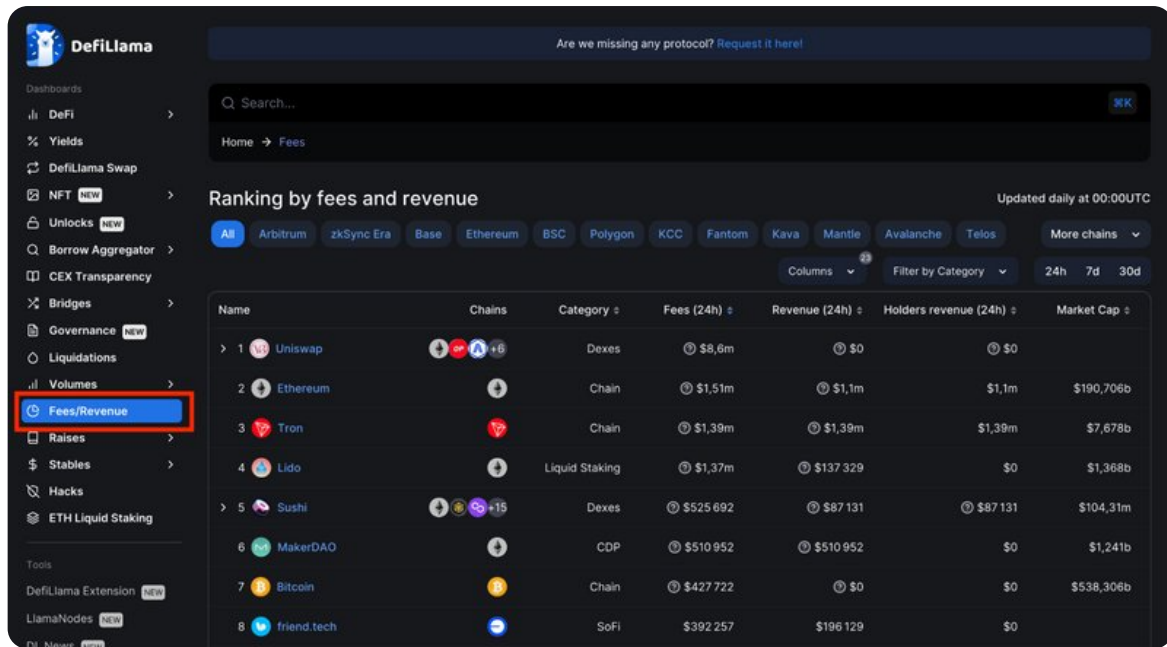 DefiLlama
Are we missing any protocol? Request it here!
Dashboards
DeFi
Yields
DefiLlama Swap
NFT NEW
Unlocks NEW
Borrow Aggregator
CEX Transparency
Bridges
Governance NEW
Liquidations
Volumes
Fees/Revenue
Raises
Stables
Hacks
ETH Liquid Staking
Tools
DefiLlama Extension NEW
LlamaNodes NEW
DL News NEW
Search... ⌘K
Home → Fees
Ranking by fees and revenue
Updated daily at 00:00UTC
All Arbitrum zkSync Era Base Ethereum BSC Polygon KCC Fantom Kava Mantle Avalanche Telos More chains
Columns 23 Filter by Category 24h 7d 30d
Name Chains Category Fees (24h) Revenue (24h) Holders revenue (24h) Market Cap
1 Uniswap OP +6 Dexes $8,6m $0 $0
2 Ethereum Chain $1,51m $1,1m $1,1m $190,706b
3 Tron Chain $1,39m $1,39m $1,39m $7,678b
4 Lido Liquid Staking $1,37m $137 329 $0 $1,368b
5 Sushi +15 Dexes $525 692 $87 131 $87 131 $104,31m
6 MakerDAO CDP $510 952 $510 952 $0 $1,241b
7 Bitcoin Chain $427 722 $0 $0 $538,306b
8 friend.tech SoFi $392 257 $196 129 $0